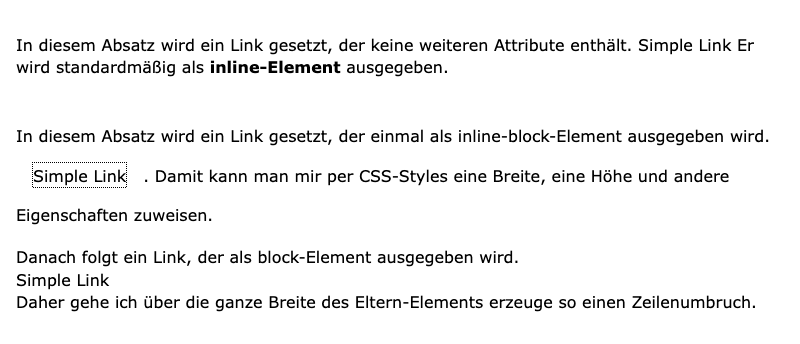 In diesem Absatz wird ein Link gesetzt, der keine weiteren Attribute enthält. Simple Link Er
wird standardmäßig als inline-Element ausgegeben.
In diesem Absatz wird ein Link gesetzt, der einmal als inline-block-Element ausgegeben wird.
Simple Link . Damit kann man mir per CSS-Styles eine Breite, eine Höhe und andere
Eigenschaften zuweisen.
Danach folgt ein Link, der als block-Element ausgegeben wird.
Simple Link
Daher gehe ich über die ganze Breite des Eltern-Elements erzeuge so einen Zeilenumbruch.